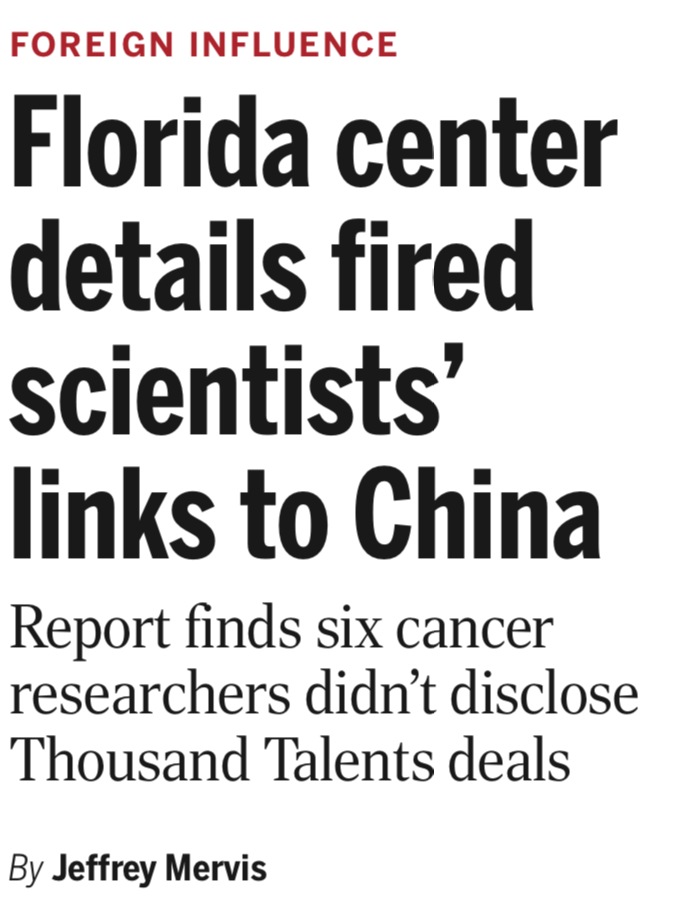 FOREIGN INFLUENCE
Florida center
details fired
scientists’
links to China
Report finds six cancer
researchers didn’t disclose
Thousand Talents deals
By Jeffrey Mervis